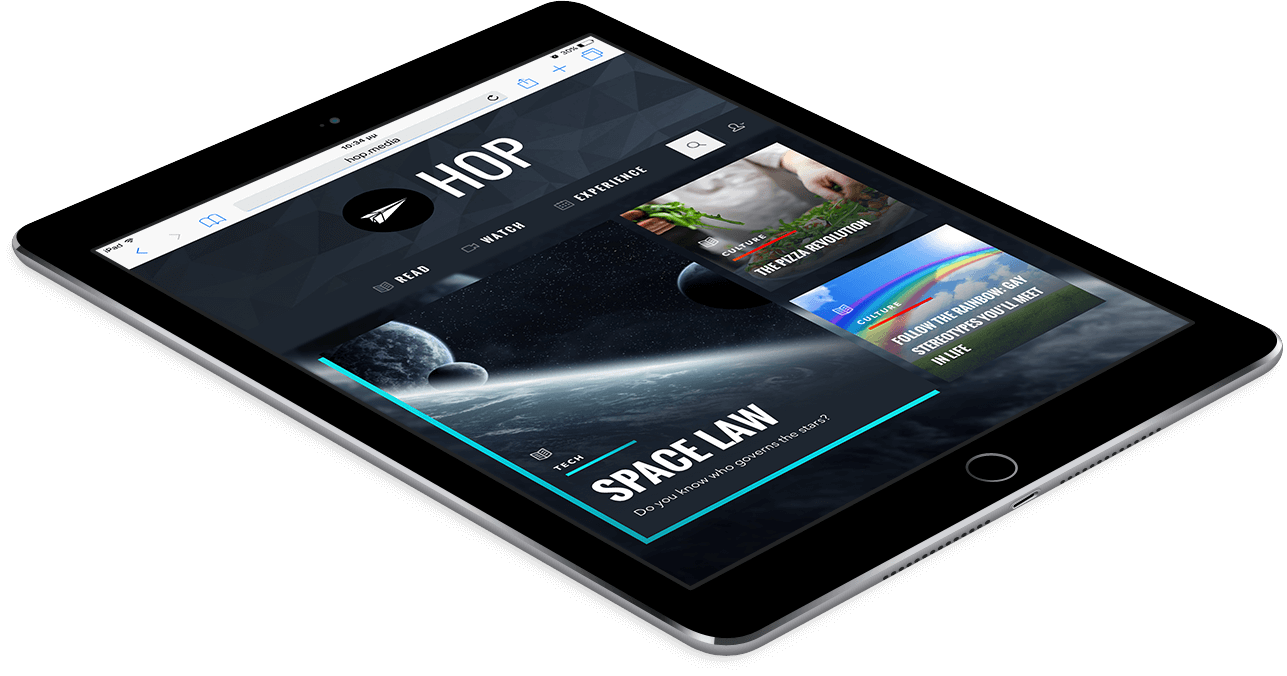 iPad
10:34 μμ
30%
hop.media
HOP
READ
WATCH
EXPERIENCE
CULTURE
THE PIZZA REVOLUTION
CULTURE
FOLLOW THE RAINBOW: GAY
STEREOTYPES YOU'LL MEET
IN LIFE
TECH
SPACE LAW
Do you know who governs the stars?